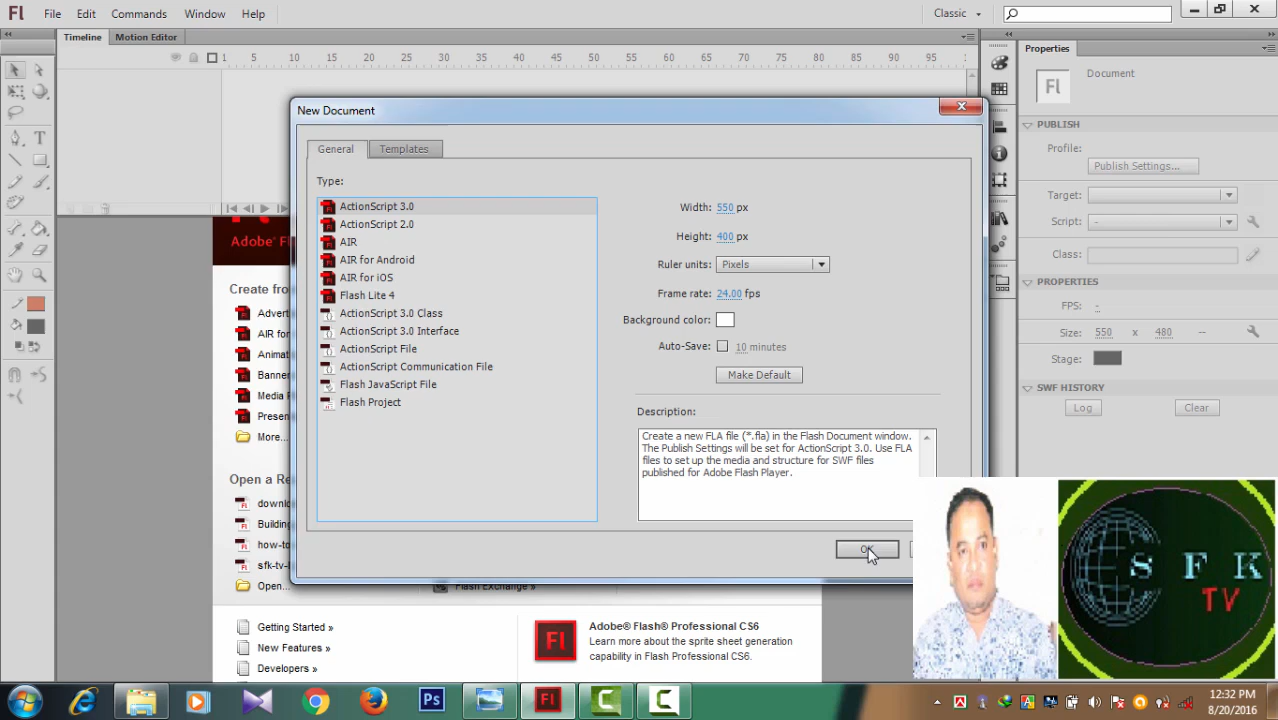 Fl File Edit Commands Window Help Classic
Timeline Motion Editor
1 5 10 15 20 25 30 35 40 45 50 55 60 65 70 75 80 85 90 95
New Document
General Templates
Type:
ActionScript 3.0
ActionScript 2.0
AIR
AIR for Android
AIR for iOS
Flash Lite 4
ActionScript 3.0 Class
ActionScript 3.0 Interface
ActionScript File
ActionScript Communication File
Flash JavaScript File
Flash Project
Width: 550 px
Height: 400 px
Ruler units: Pixels
Frame rate: 24.00 fps
Background color:
Auto-Save: 10 minutes
Make Default
Description:
Create a new FLA file (*.fla) in the Flash Document window.
The Publish Settings will be set for ActionScript 3.0. Use FLA
files to set up the media and structure for SWF files
published for Adobe Flash Player.
OK
Properties
Fl Document
PUBLISH
Profile:
Publish Settings...
Target:
Script: -
Class:
PROPERTIES
FPS: -
Size: 550 x 480 --
Stage:
SWF HISTORY
Log Clear
Adobe® Fl
Create fro
Advert
AIR for
Animat
Banner
Media P
Presen
More...
Open a Re
downlo
Building
how-to
sfk-tv-l
Open...
Flash Exchange »
Getting Started »
New Features »
Developers »
Fl
Adobe® Flash® Professional CS6
Learn more about the sprite sheet generation
capability in Flash Professional CS6.
S F K
TV
Ps Fl
12:32 PM
8/20/2016